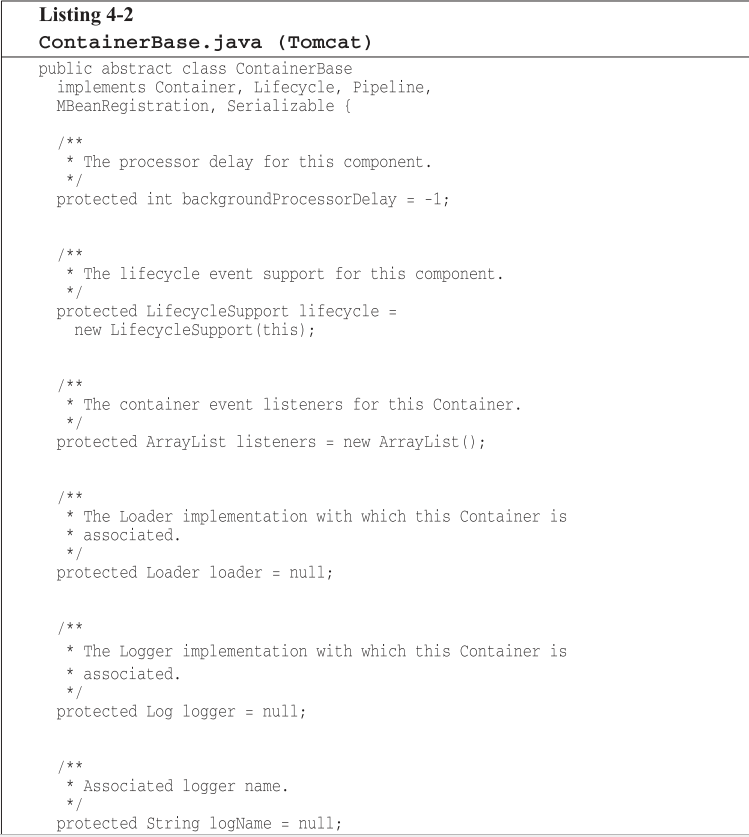 Listing 4-2
ContainerBase.java (Tomcat)
public abstract class ContainerBase
  implements Container, Lifecycle, Pipeline,
  MBeanRegistration, Serializable {
  /**
   * The processor delay for this component.
   */
  protected int backgroundProcessorDelay = -1;
  /**
   * The lifecycle event support for this component.
   */
  protected LifecycleSupport lifecycle =
    new LifecycleSupport(this);
  /**
   * The container event listeners for this Container.
   */
  protected ArrayList listeners = new ArrayList();
  /**
   * The Loader implementation with which this Container is
   * associated.
   */
  protected Loader loader = null;
  /**
   * The Logger implementation with which this Container is
   * associated.
   */
  protected Log logger = null;
  /**
   * Associated logger name.
   */
  protected String logName = null;